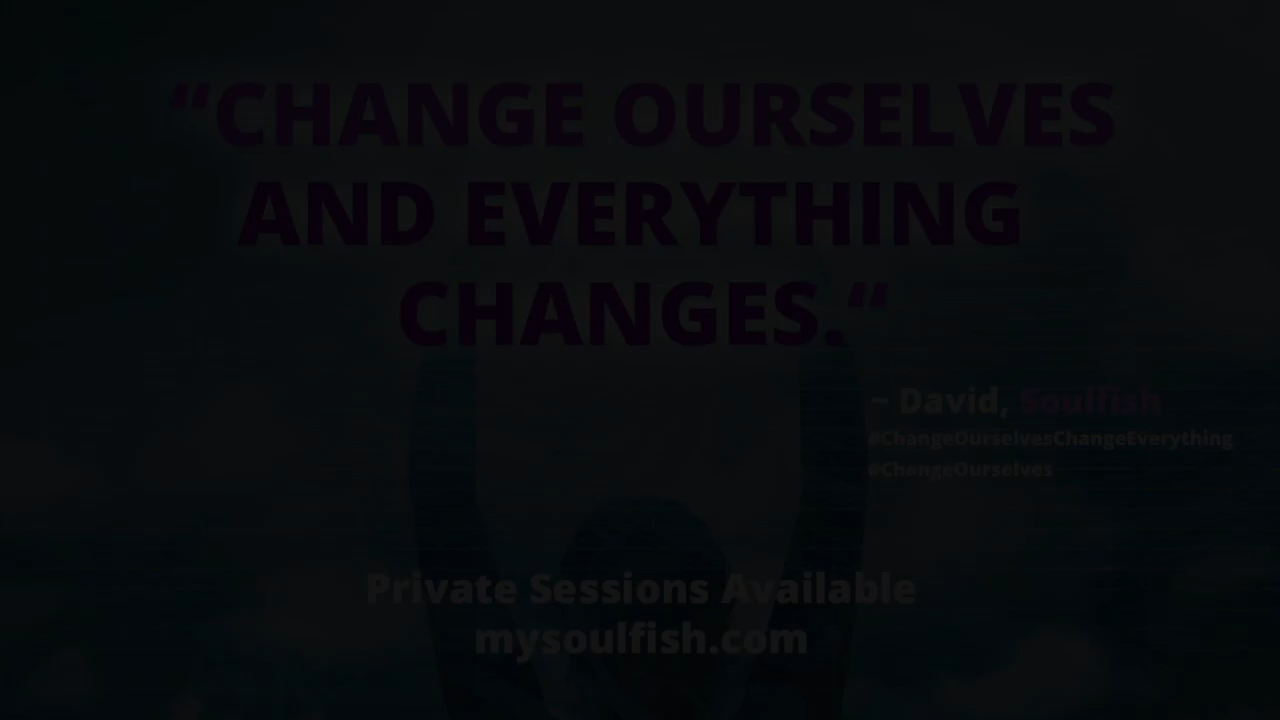 “CHANGE OURSELVES
AND EVERYTHING
CHANGES.“
– David, Soulfish
#ChangeOurselvesChangeEverything
#ChangeOurselves
Private Sessions Available
mysoulfish.com